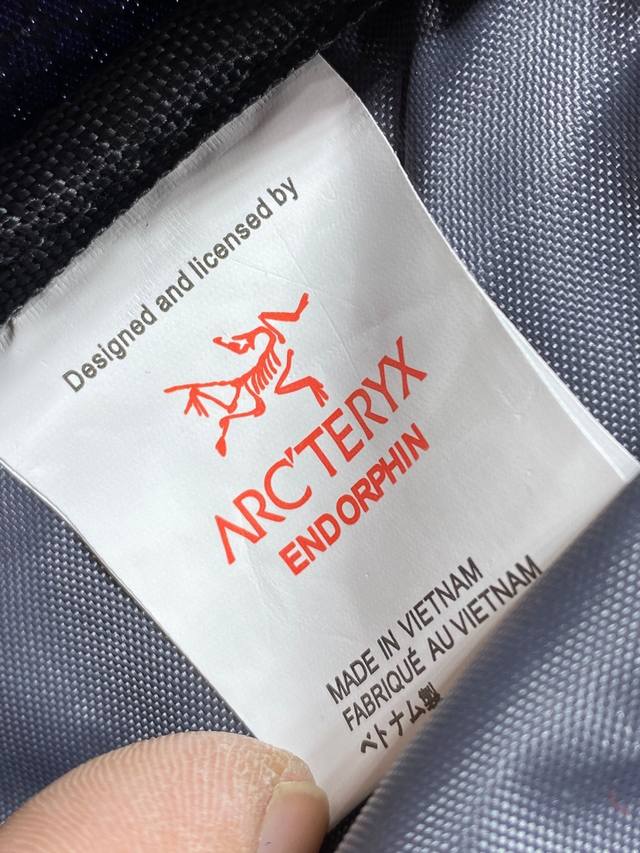 Designed and licensed by
ARC'TERYX
ENDORPHIN
MADE IN VIETNAM
FABRIQUÉ AU VIETNAM
ベトナム製